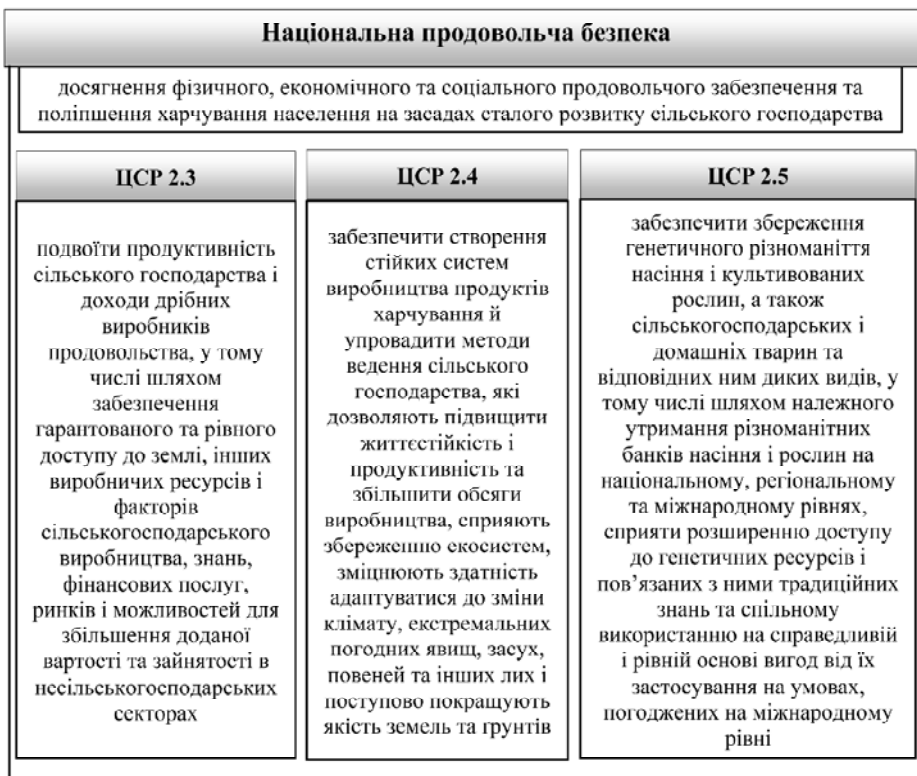 Національна продовольча безпека
досягнення фізичного, економічного та соціального продовольчого забезпечення та
поліпшення харчування населення на засадах сталого розвитку сільського господарства
ЦСР 2.3
подвоїти продуктивність
сільського господарства і
доходи дрібних
виробників
продовольства, у тому
числі шляхом
забезпечення
гарантованого та рівного
доступу до землі, інших
виробничих ресурсів і
факторів
сільськогосподарського
виробництва, знань,
фінансових послуг,
ринків і можливостей для
збільшення доданої
вартості та зайнятості в
несільськогосподарських
секторах
ЦСР 2.4
забезпечити створення
стійких систем
виробництва продуктів
харчування й
упровадити методи
ведення сільського
господарства, які
дозволяють підвищити
життєстійкість і
продуктивність та
збільшити обсяги
виробництва, сприяють
збереженню екосистем,
зміцнюють здатність
адаптуватися до зміни
клімату, екстремальних
погодних явищ, засух,
повеней та інших лих і
поступово покращують
якість земель та ґрунтів
ЦСР 2.5
забезпечити збереження
генетичного різноманіття
насіння і культивованих
рослин, а також
сільськогосподарських і
домашніх тварин та
відповідних ним диких видів, у
тому числі шляхом належного
утримання різноманітних
банків насіння і рослин на
національному, регіональному
та міжнародному рівнях,
сприяти розширенню доступу
до генетичних ресурсів і
пов’язаних з ними традиційних
знань та спільному
використанню на справедливій
і рівній основі вигод від їх
застосування на умовах,
погоджених на міжнародному
рівні